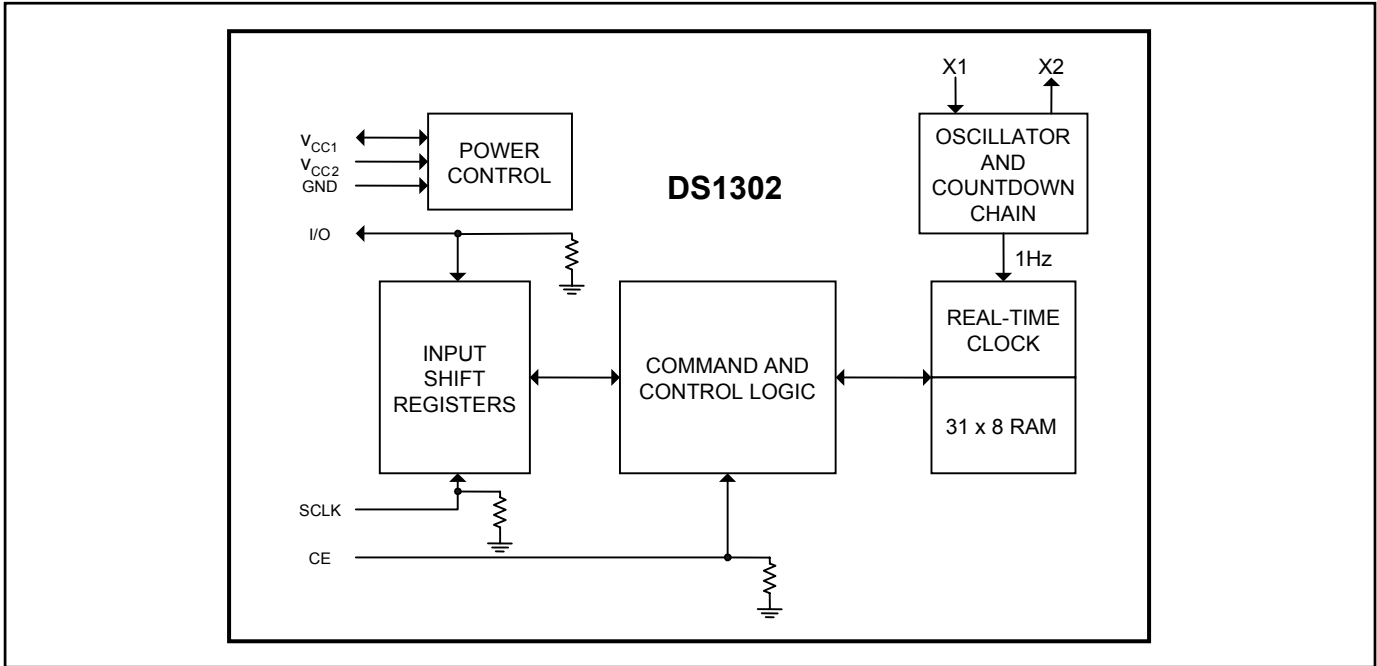 X1
X2
VCC1
VCC2
GND
POWER
CONTROL
DS1302
OSCILLATOR
AND
COUNTDOWN
CHAIN
I/O
1Hz
INPUT
SHIFT
REGISTERS
COMMAND AND
CONTROL LOGIC
REAL-TIME
CLOCK
31 x 8 RAM
SCLK
CE